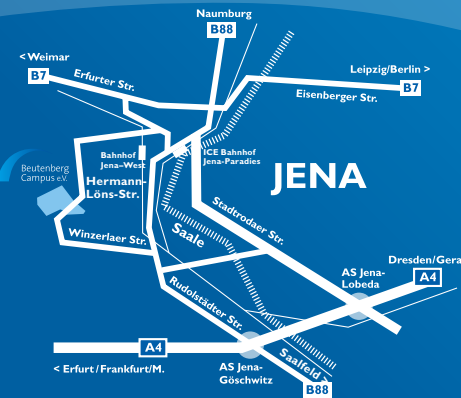 Naumburg
B88
< Weimar
B7
Erfurter Str.
Leipzig/Berlin >
B7
Eisenberger Str.
Bahnhof
Jena-West
ICE Bahnhof
Jena-Paradies
Beutenberg
Campus e.V.
Hermann-
Löns-Str.
JENA
Stadtrodaer Str.
Winzerlaer Str.
Saale
Dresden/Gera
A4
AS Jena-
Lobeda
Rudolstädter Str.
A4
< Erfurt / Frankfurt/M.
AS Jena-
Göschwitz
Saalfeld
B88